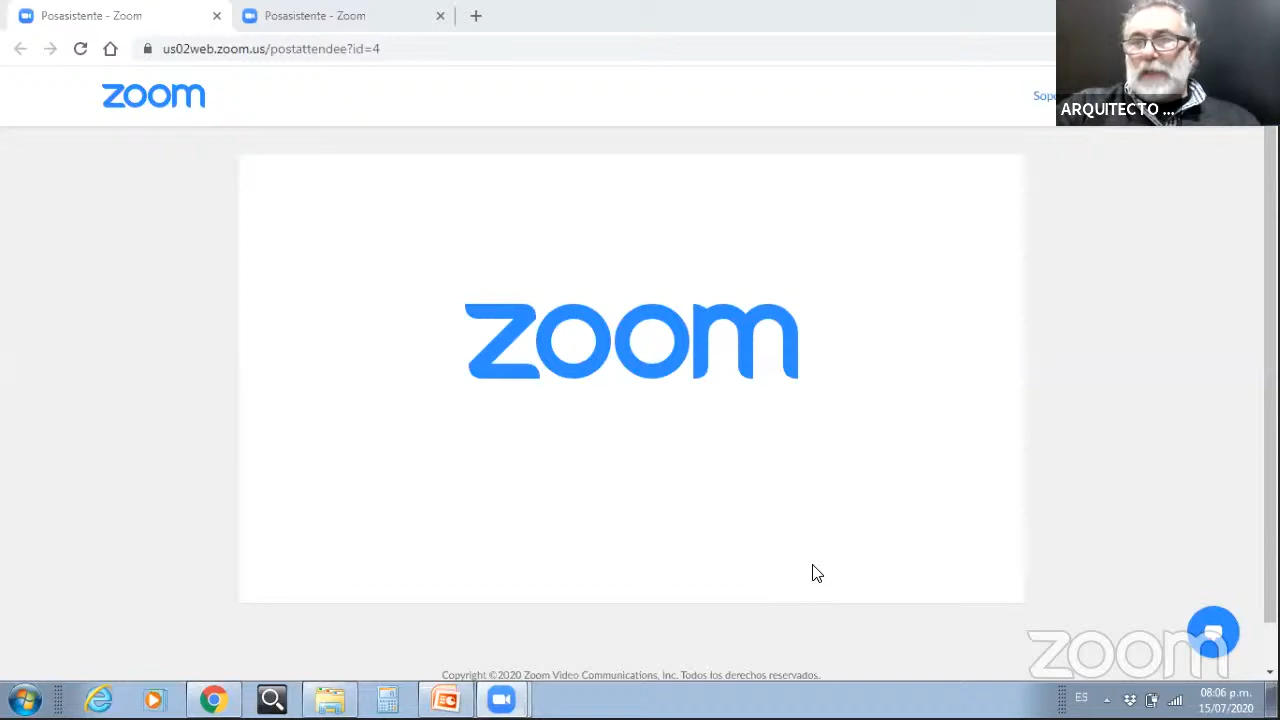 Posasistente - Zoom
Posasistente - Zoom
us02web.zoom.us/postattendee?id=4
zoom
Sopo
ARQUITECTO ...
zoom
zoom
Copyright ©2020 Zoom Video Communications, Inc. Todos los derechos reservados.
ES
08:06 p.m.
15/07/2020